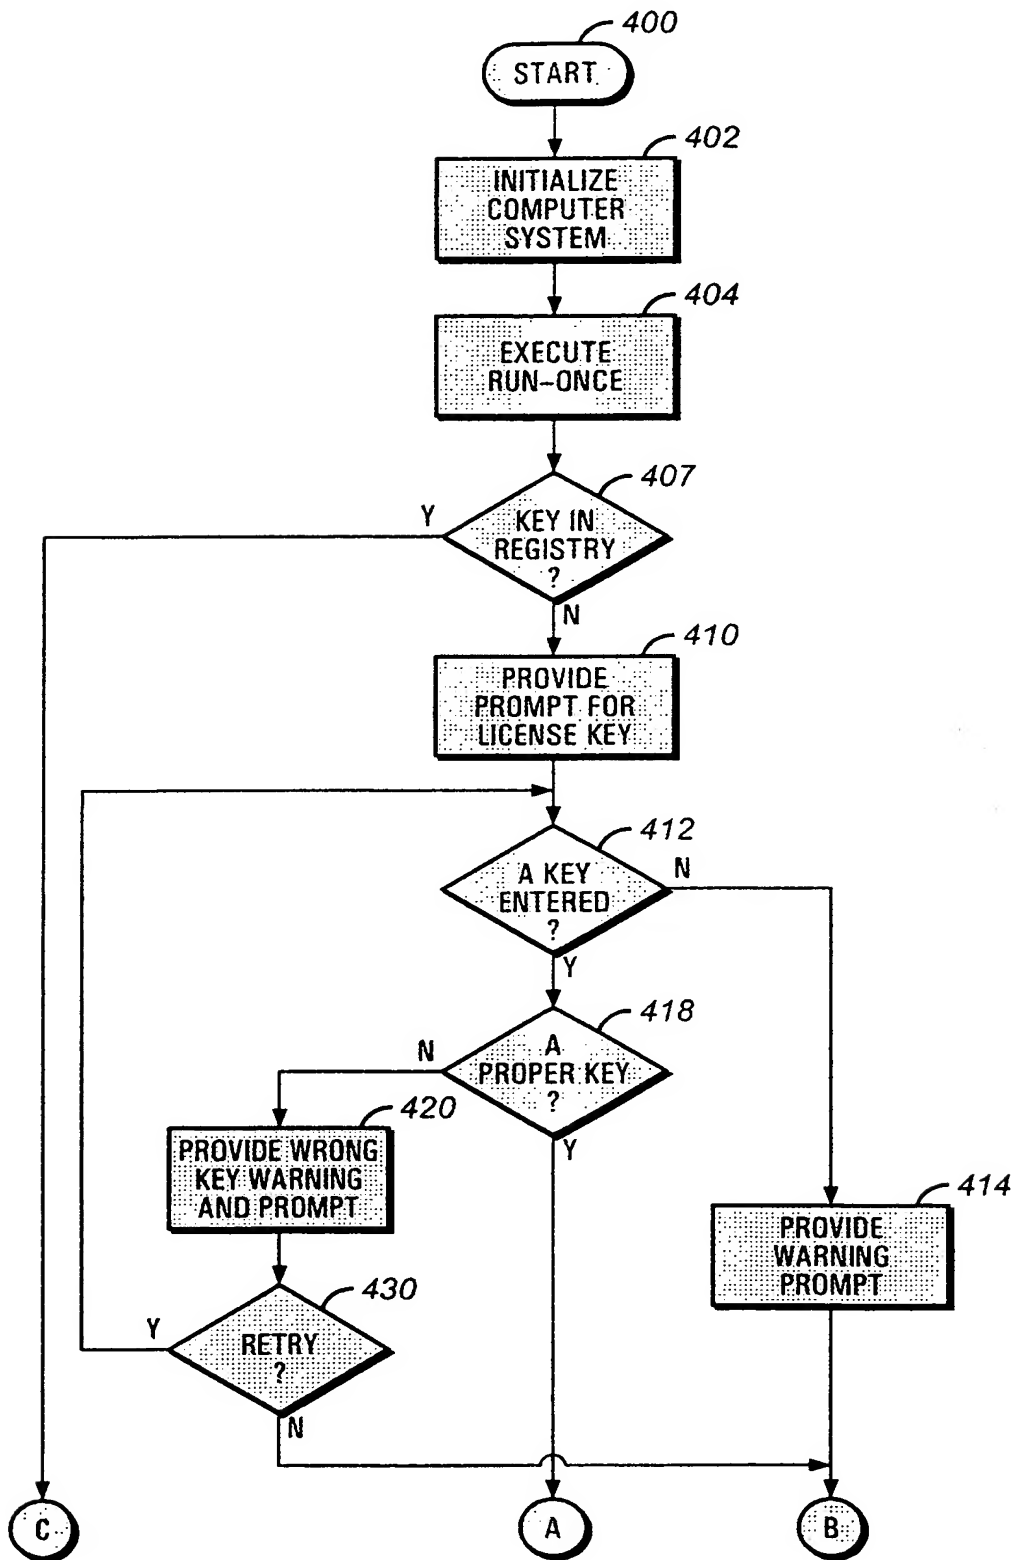 400
START
402
INITIALIZE
COMPUTER
SYSTEM
404
EXECUTE
RUN-ONCE
407
Y
KEY IN
REGISTRY
?
N
410
PROVIDE
PROMPT FOR
LICENSE KEY
412
A KEY
ENTERED
?
N
Y
418
N
A
PROPER KEY
?
Y
420
PROVIDE WRONG
KEY WARNING
AND PROMPT
414
PROVIDE
WARNING
PROMPT
430
Y
RETRY
?
N
C
A
B